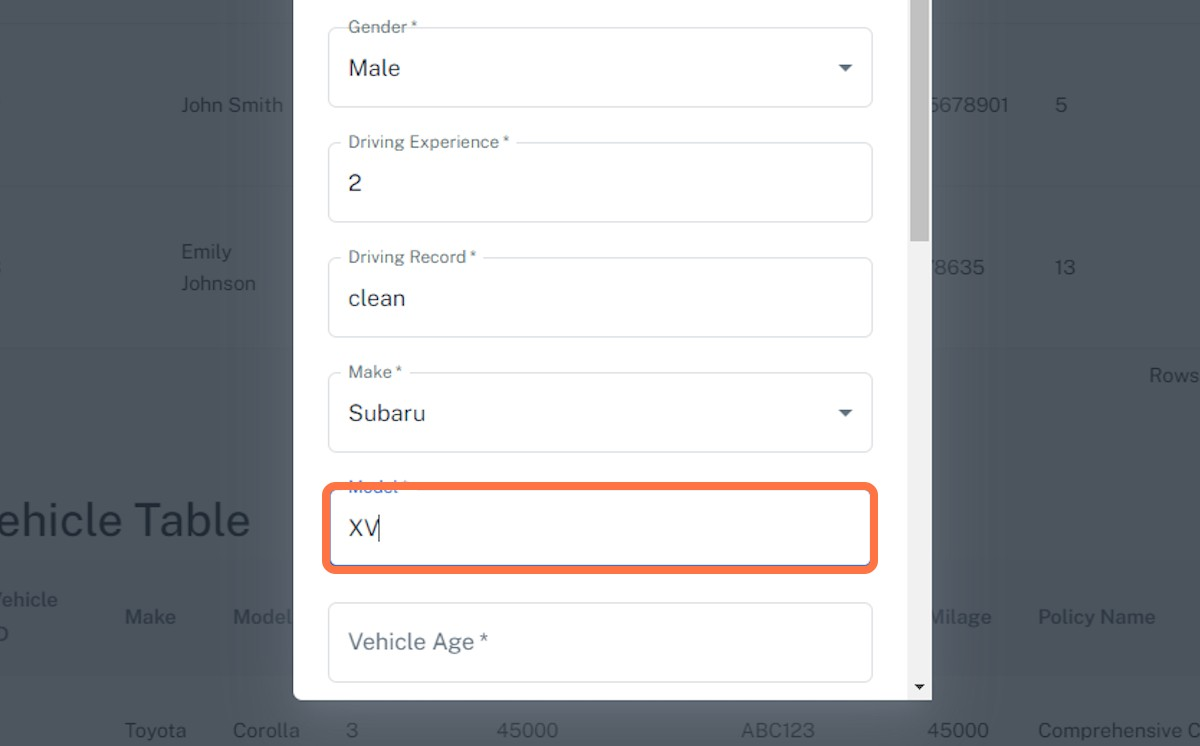 Gender *
Male
John Smith
5678901
5
Driving Experience *
2
Emily
Johnson
78635
13
Driving Record *
clean
Rows
Make *
Subaru
Model *
XV
ehicle Table
Vehicle Age *
ehicle
Make
Model
Milage
Policy Name
Toyota
Corolla
3
45000
ABC123
45000
Comprehensive C